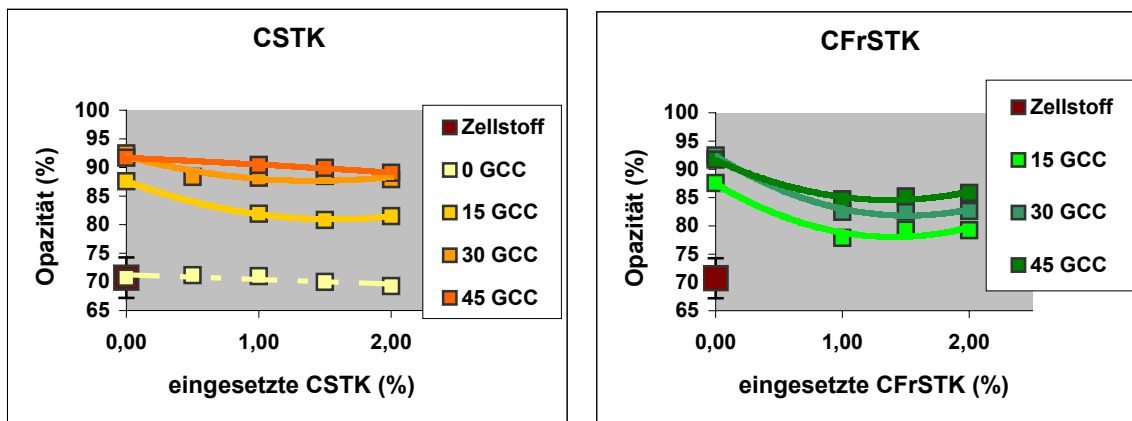 CSTK
Opazität (%)
100
95
90
85
80
75
70
65
0,00
1,00
2,00
eingesetzte CSTK (%)
Zellstoff
0 GCC
15 GCC
30 GCC
45 GCC
CFrSTK
Opazität (%)
100
95
90
85
80
75
70
65
0,00
1,00
2,00
eingesetzte CFrSTK (%)
Zellstoff
15 GCC
30 GCC
45 GCC